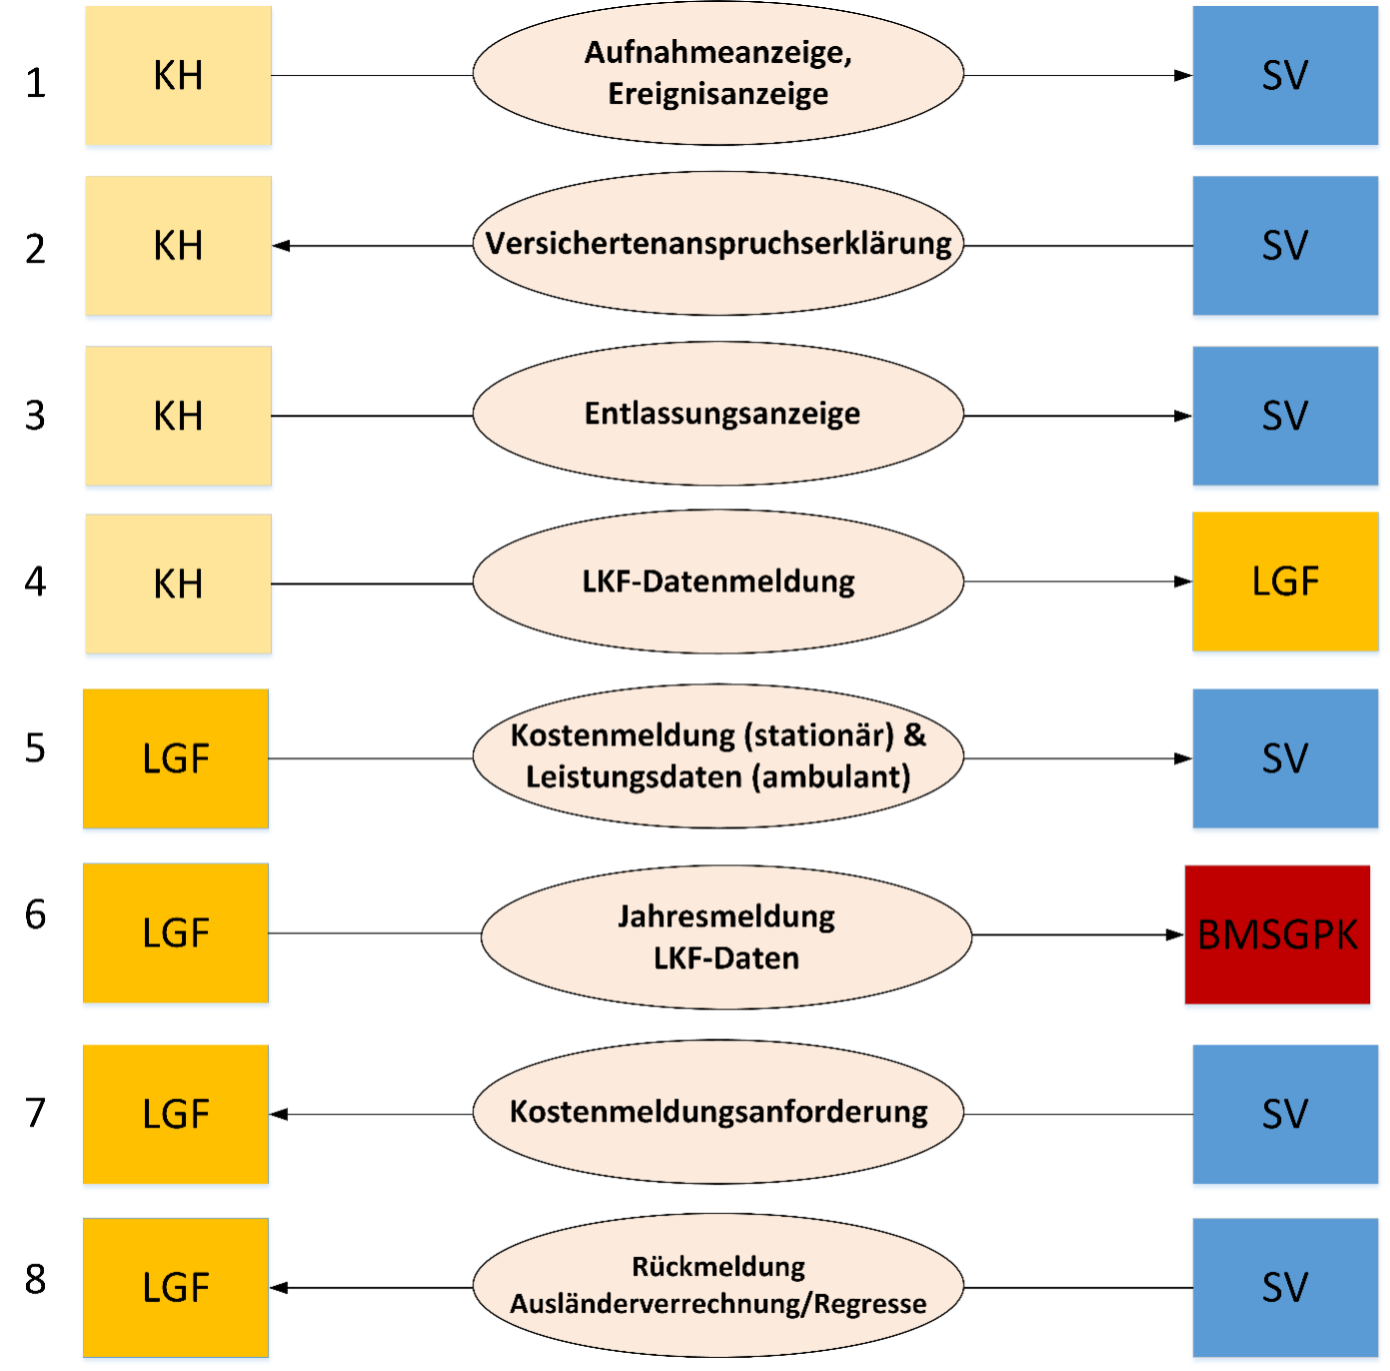 1
KH
Aufnahmeanzeige,
Ereignisanzeige
SV
2
KH
Versichertenanspruchserklärung
SV
3
KH
Entlassungsanzeige
SV
4
KH
LKF-Datenmeldung
LGF
5
LGF
Kostenmeldung (stationär) &
Leistungsdaten (ambulant)
SV
6
LGF
Jahresmeldung
LKF-Daten
BMSGPK
7
LGF
Kostenmeldungsanforderung
SV
8
LGF
Rückmeldung
Ausländerverrechnung/Regresse
SV